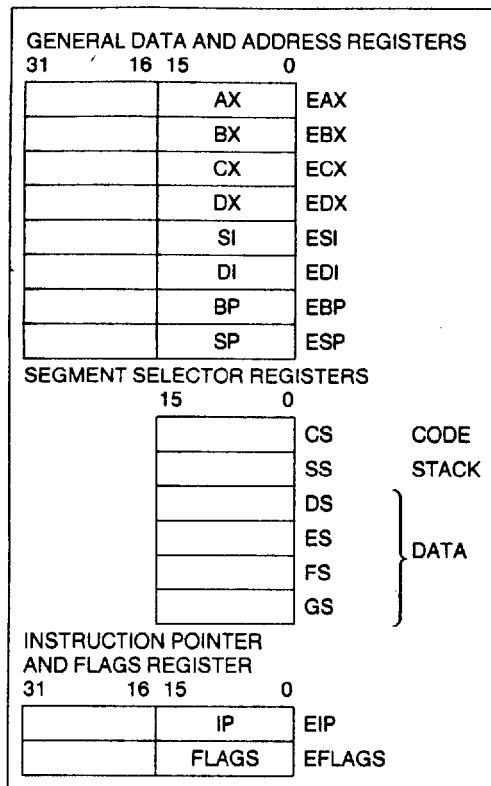 GENERAL DATA AND ADDRESS REGISTERS
31 16 15 0
AX EAX
BX EBX
CX ECX
DX EDX
SI ESI
DI EDI
BP EBP
SP ESP
SEGMENT SELECTOR REGISTERS
15 0
CS CODE
SS STACK
DS
ES
DATA
FS
GS
INSTRUCTION POINTER
AND FLAGS REGISTER
31 16 15 0
IP EIP
FLAGS EFLAGS